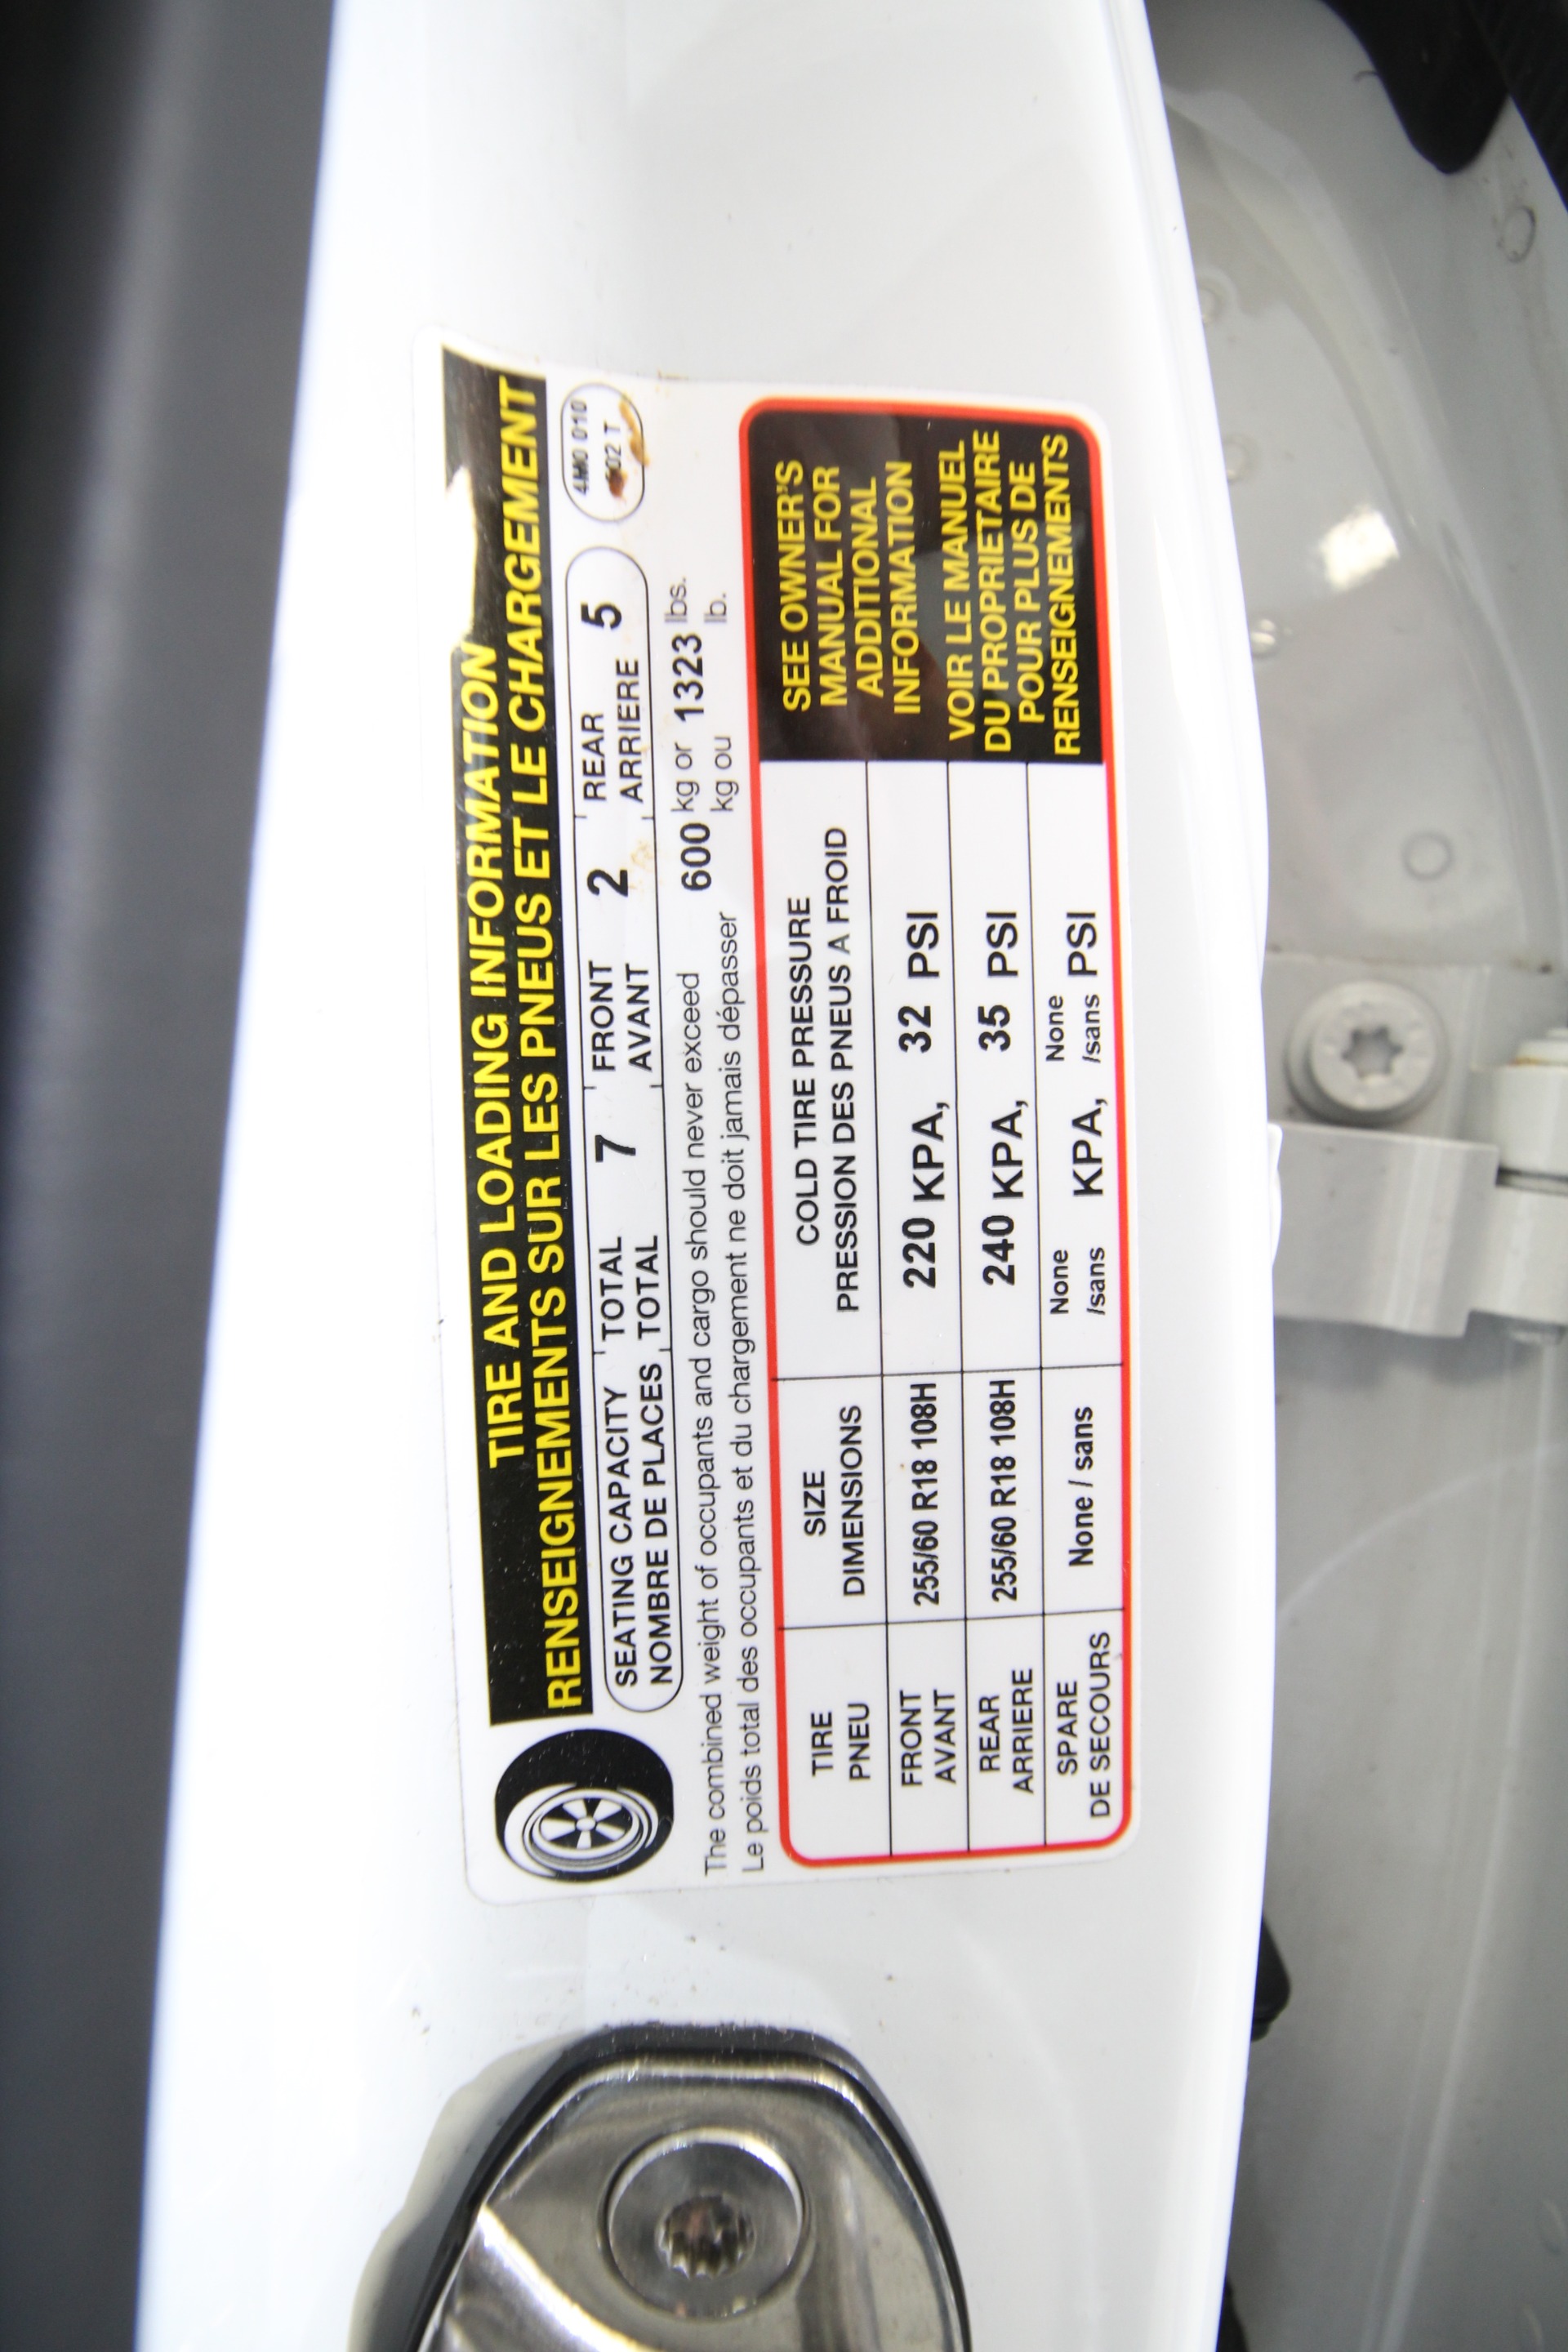 TIRE AND LOADING INFORMATION
RENSEIGNEMENTS SUR LES PNEUS ET LE CHARGEMENT
SEATING CAPACITY TOTAL 7 FRONT 2 REAR 5
NOMBRE DE PLACES TOTAL AVANT ARRIERE
4M0 010
The combined weight of occupants and cargo should never exceed 600 kg or 1323 lbs.
Le poids total des occupants et du chargement ne doit jamais dépasser kg ou lb.
TIRE
PNEU
SIZE
DIMENSIONS
COLD TIRE PRESSURE
PRESSION DES PNEUS A FROID
FRONT
AVANT
255/60 R18 108H
220 KPA, 32 PSI
REAR
ARRIERE
255/60 R18 108H
240 KPA, 35 PSI
SPARE
DE SECOURS
None / sans
None /sans KPA, None /sans PSI
SEE OWNER'S
MANUAL FOR
ADDITIONAL
INFORMATION
VOIR LE MANUEL
DU PROPRIETAIRE
POUR PLUS DE
RENSEIGNEMENTS